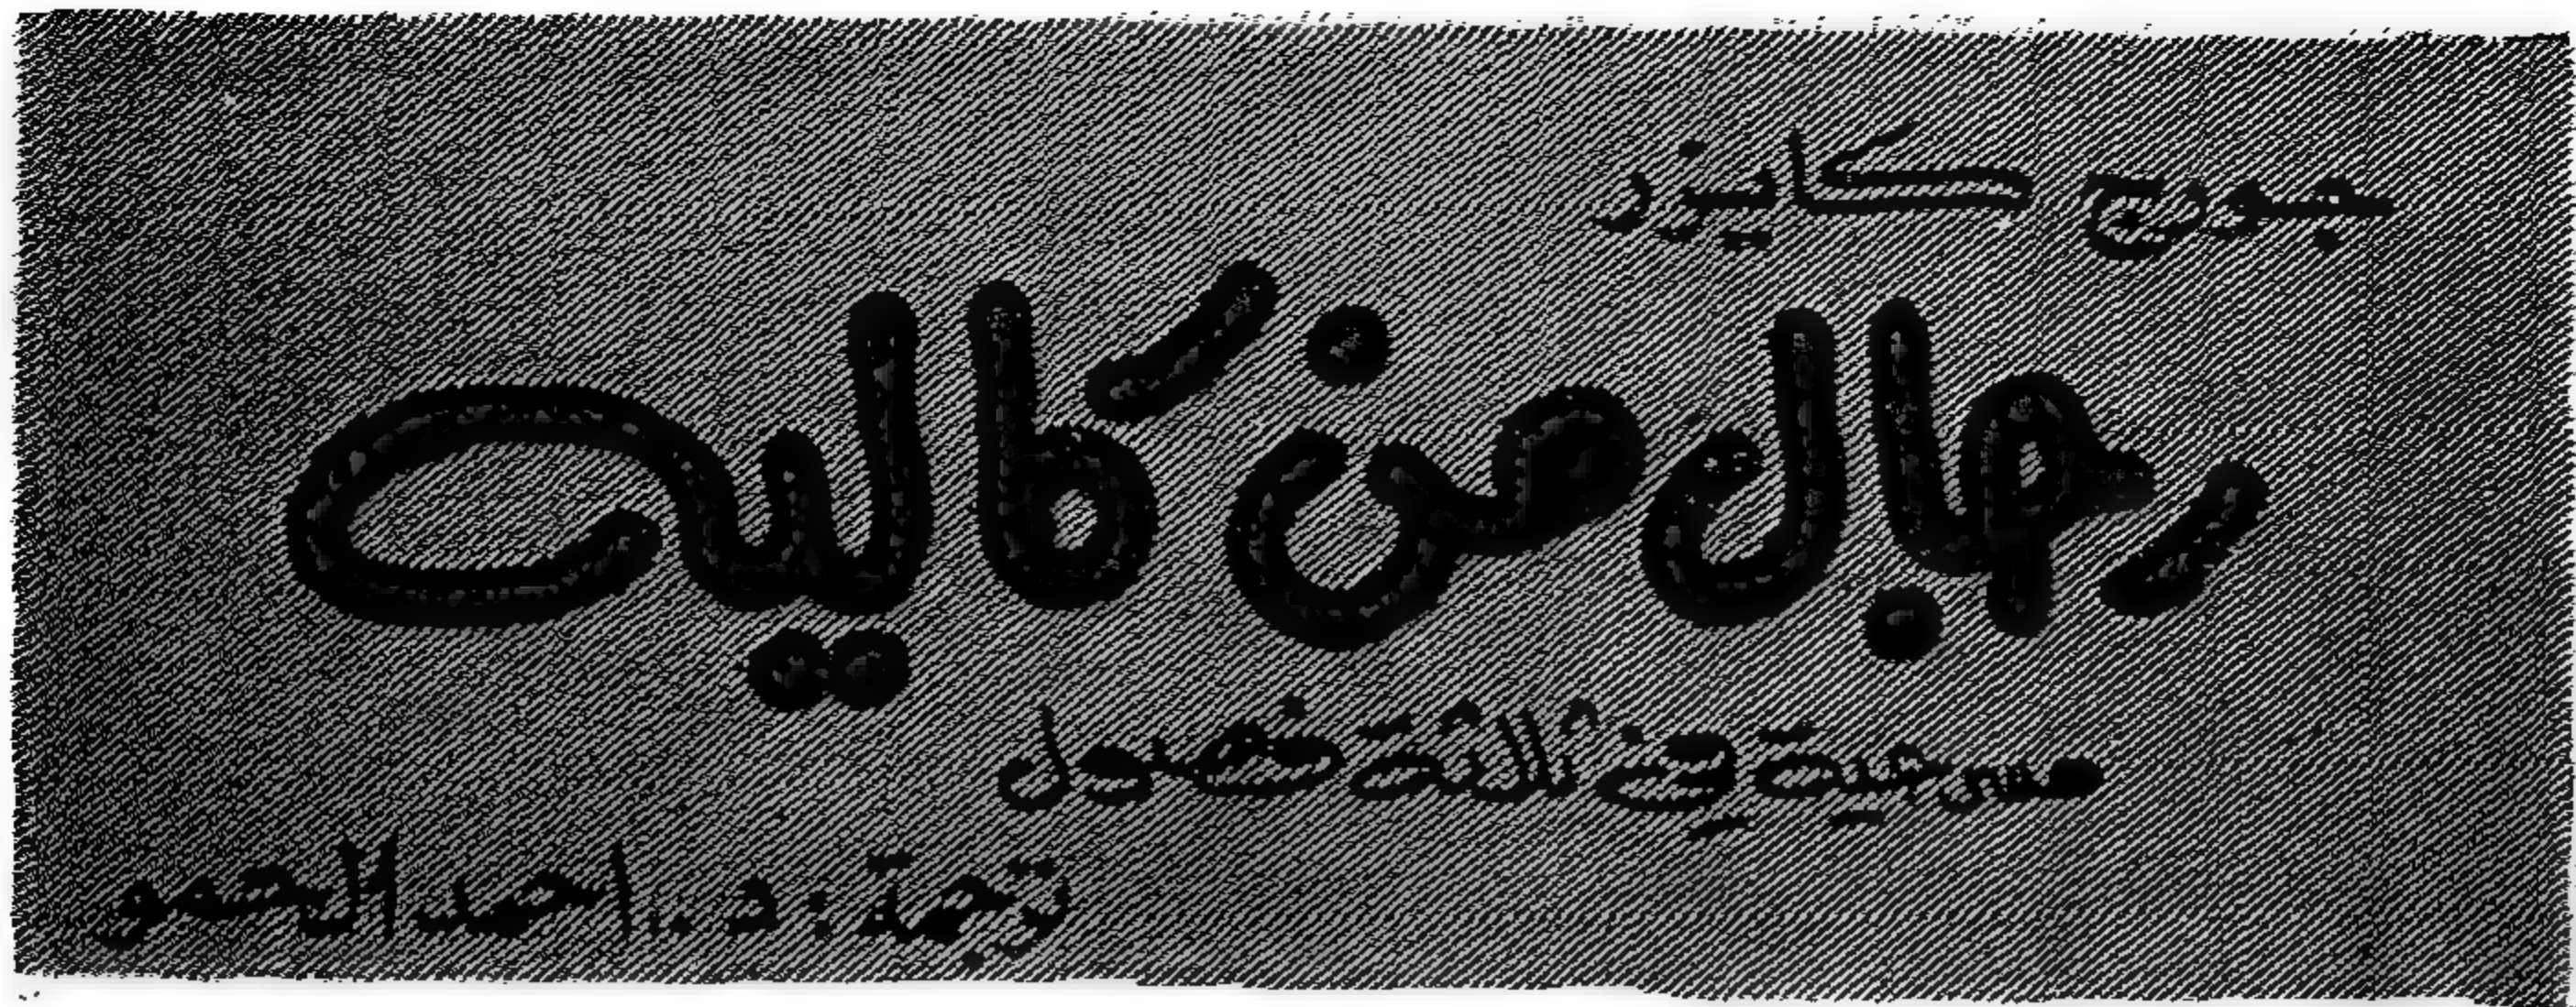 جورج كايزر
رجال من كاليه
مسرحية في ثلاثة فصول
ترجمة : د . احمد الحمو